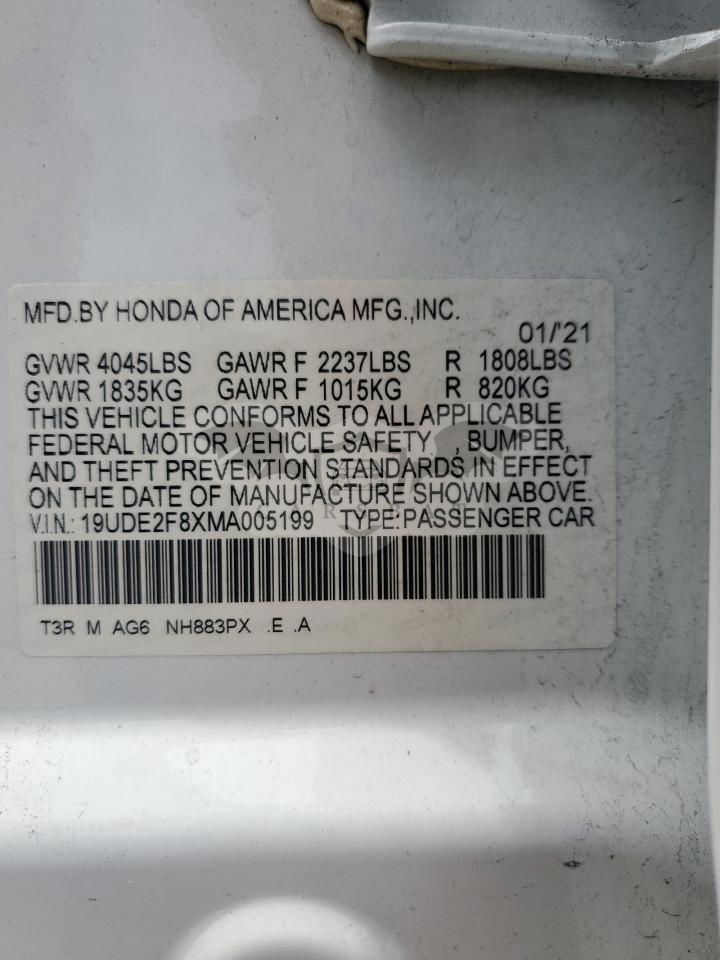 MFD.BY HONDA OF AMERICA MFG.,INC.
01/'21
GVWR 4045LBS GAWR F 2237LBS R 1808LBS
GVWR 1835KG GAWR F 1015KG R 820KG
THIS VEHICLE CONFORMS TO ALL APPLICABLE
FEDERAL MOTOR VEHICLE SAFETY , BUMPER,
AND THEFT PREVENTION STANDARDS IN EFFECT
ON THE DATE OF MANUFACTURE SHOWN ABOVE.
V.I.N.: 19UDE2F8XMA005199 TYPE:PASSENGER CAR
T3R M AG6 NH883PX .E .A